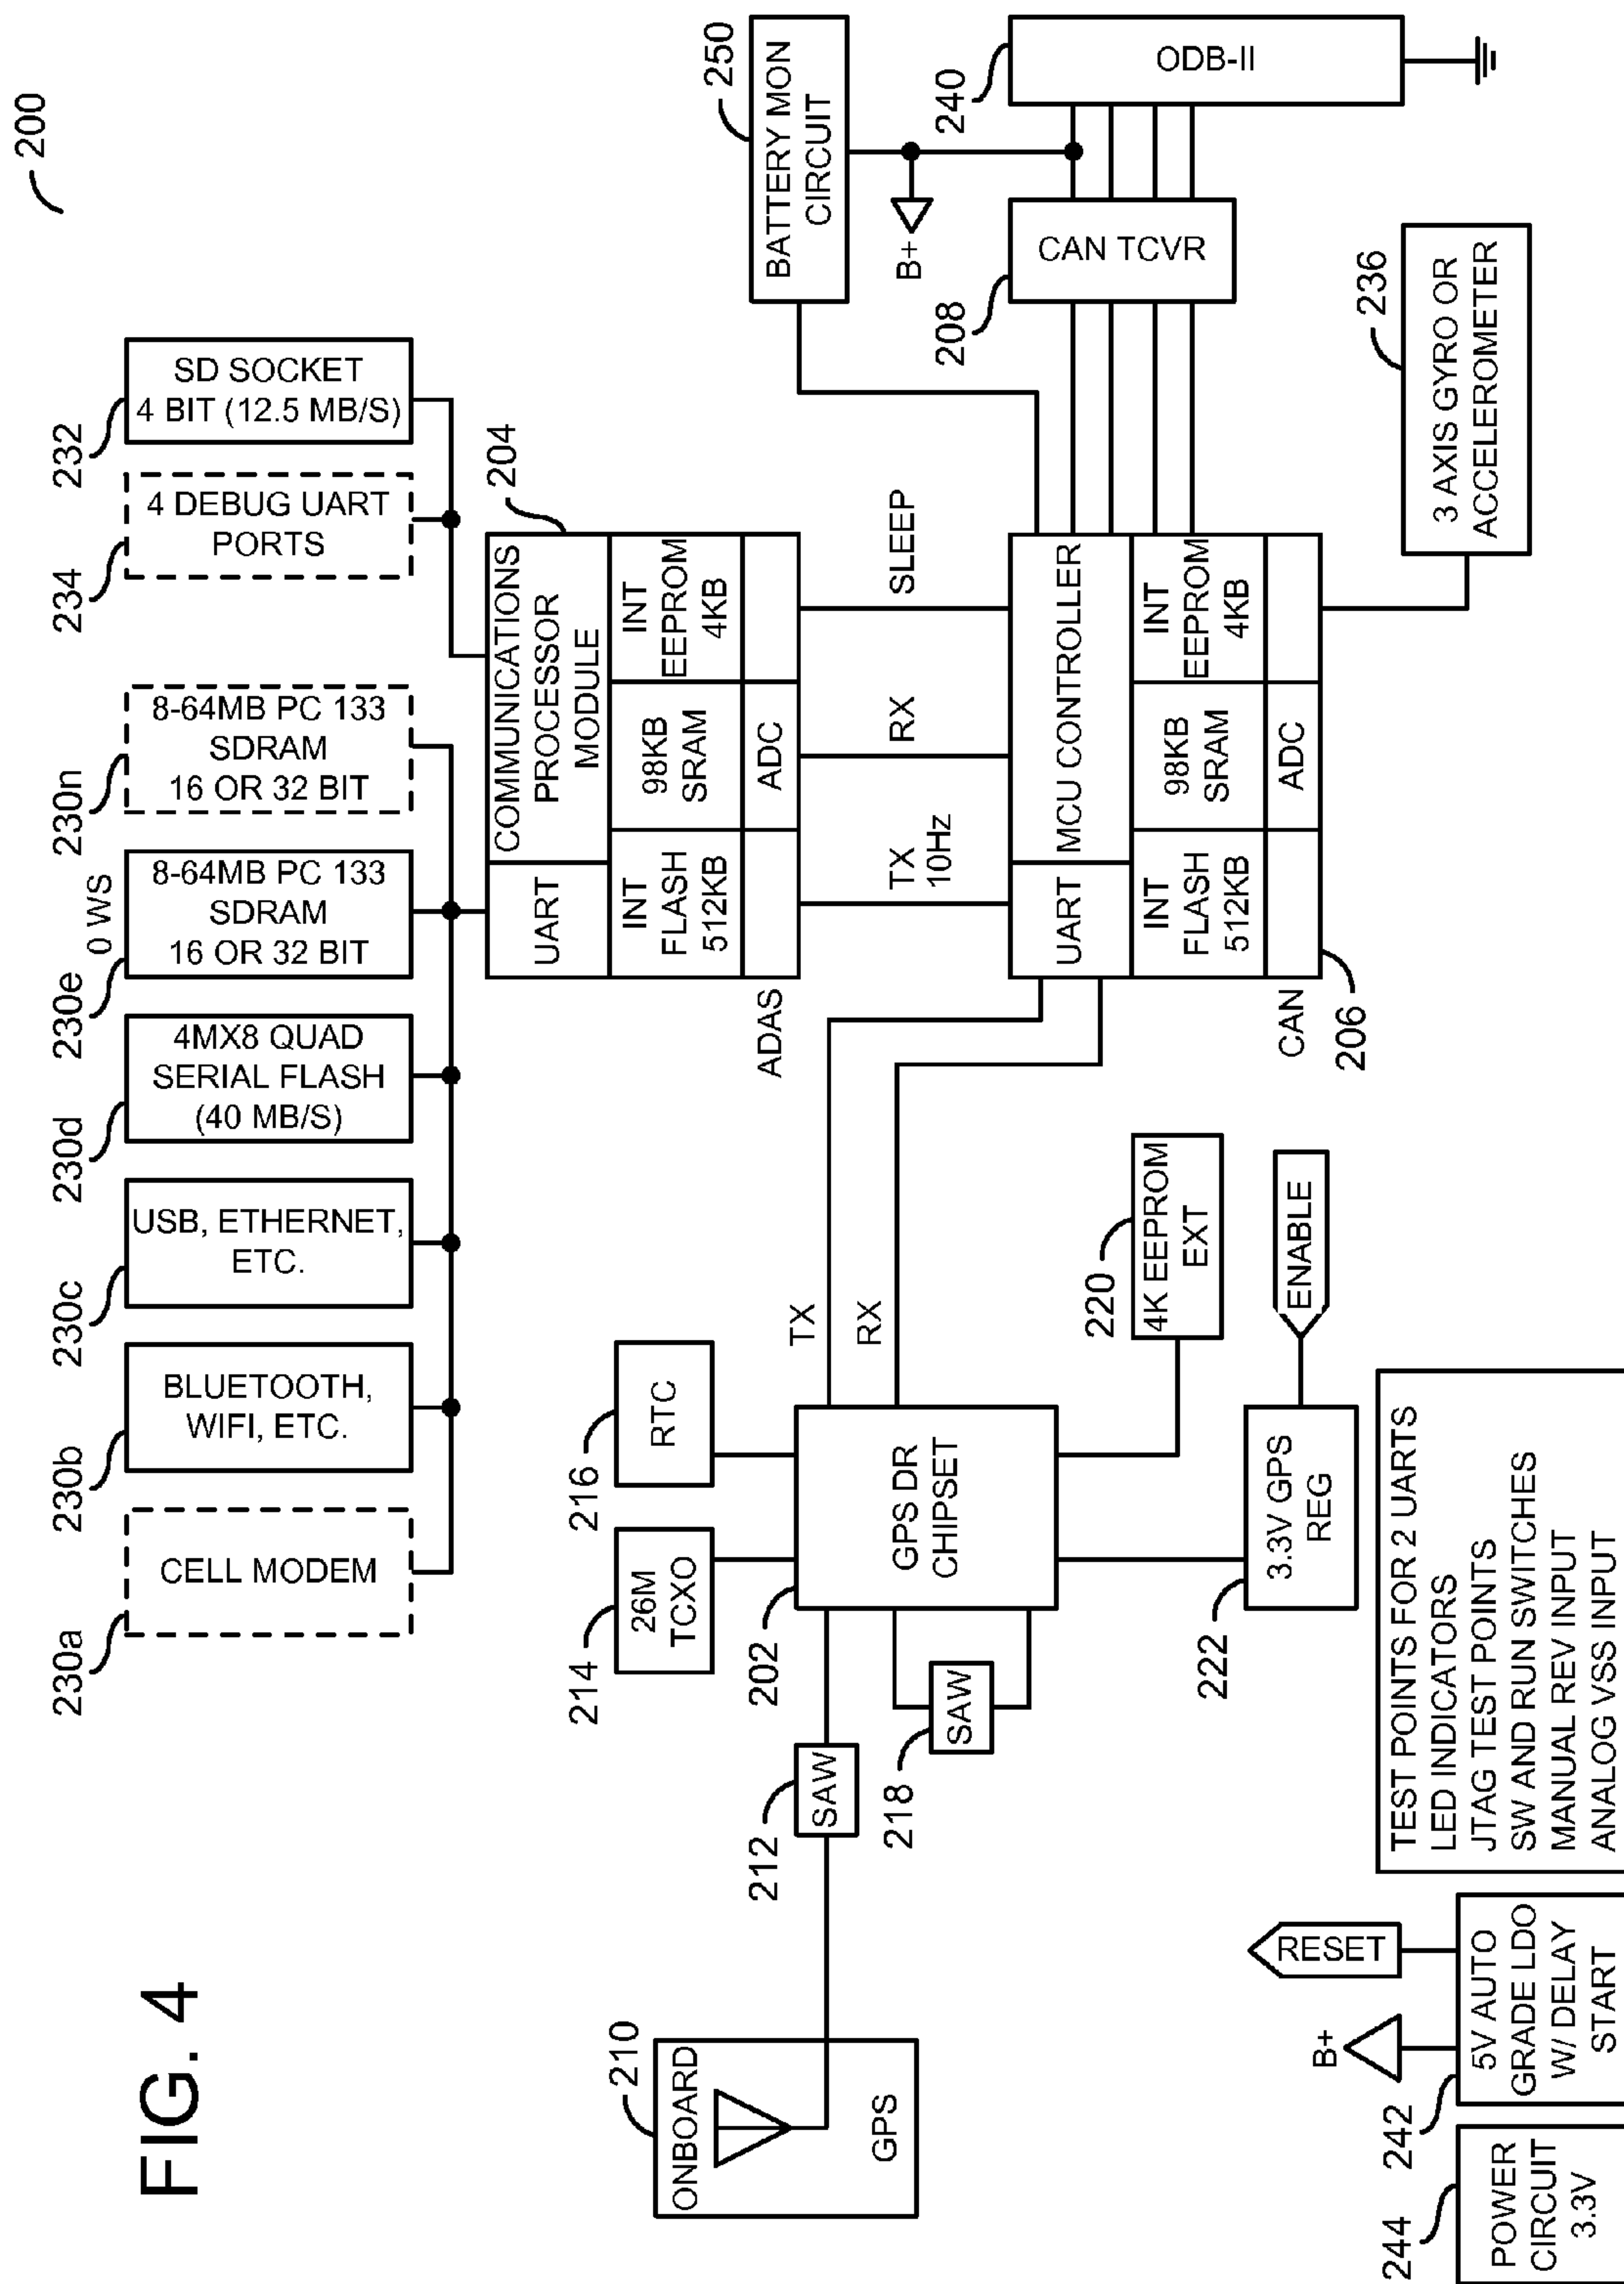 FIG. 4
200
230a
CELL MODEM
230b
BLUETOOTH,
WIFI, ETC.
230c
USB, ETHERNET,
ETC.
230d
4MX8 QUAD
SERIAL FLASH
(40 MB/S)
230e
0 WS
8-64MB PC 133
SDRAM
16 OR 32 BIT
230n
8-64MB PC 133
SDRAM
16 OR 32 BIT
234
4 DEBUG UART
PORTS
232
SD SOCKET
4 BIT (12.5 MB/S)
204
UART
COMMUNICATIONS
PROCESSOR
MODULE
INT
FLASH
512KB
98KB
SRAM
INT
EEPROM
4KB
ADC
ADAS
TX
10Hz
RX
SLEEP
UART
MCU CONTROLLER
INT
FLASH
512KB
98KB
SRAM
INT
EEPROM
4KB
ADC
CAN
206
250
BATTERY MON
CIRCUIT
B+
208
CAN TCVR
240
ODB-II
236
3 AXIS GYRO OR
ACCELEROMETER
210
ONBOARD
GPS
212
SAW
214
26M
TCXO
216
RTC
202
GPS DR
CHIPSET
TX
RX
218
SAW
220
4K EEPROM
EXT
222
3.3V GPS
REG
ENABLE
244
POWER
CIRCUIT
3.3V
242
B+
RESET
5V AUTO
GRADE LDO
W/ DELAY
START
TEST POINTS FOR 2 UARTS
LED INDICATORS
JTAG TEST POINTS
SW AND RUN SWITCHES
MANUAL REV INPUT
ANALOG VSS INPUT